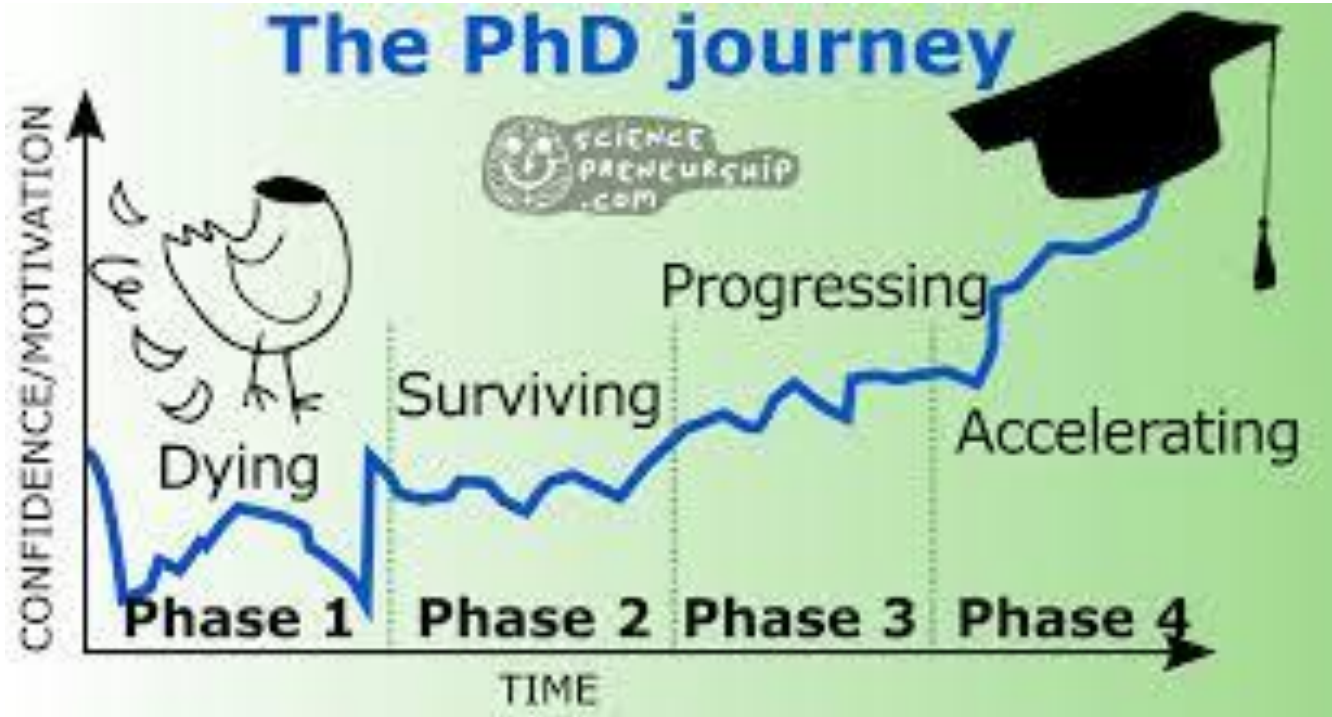 The PhD journey
SCIENCE
PRENEURSHIP
.COM
CONFIDENCE/MOTIVATION
Progressing
Surviving
Accelerating
Dying
Phase 1
Phase 2
Phase 3
Phase 4
TIME